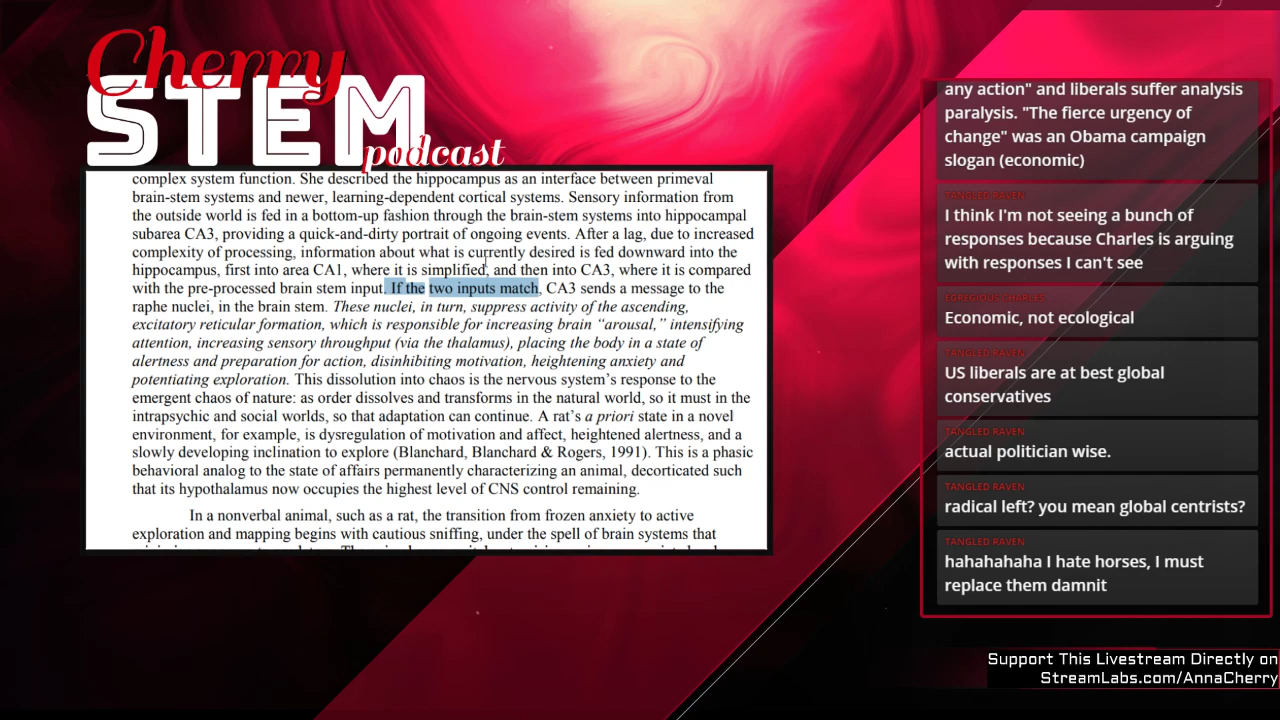 Cherry
STEM
podcast
complex system function. She described the hippocampus as an interface between primeval
brain-stem systems and newer, learning-dependent cortical systems. Sensory information from
the outside world is fed in a bottom-up fashion through the brain-stem systems into hippocampal
subarea CA3, providing a quick-and-dirty portrait of ongoing events. After a lag, due to increased
complexity of processing, information about what is currently desired is fed downward into the
hippocampus, first into area CA1, where it is simplified, and then into CA3, where it is compared
with the pre-processed brain stem input. If the two inputs match, CA3 sends a message to the
raphe nuclei, in the brain stem. These nuclei, in turn, suppress activity of the ascending,
excitatory reticular formation, which is responsible for increasing brain “arousal,” intensifying
attention, increasing sensory throughput (via the thalamus), placing the body in a state of
alertness and preparation for action, disinhibiting motivation, heightening anxiety and
potentiating exploration. This dissolution into chaos is the nervous system’s response to the
emergent chaos of nature: as order dissolves and transforms in the natural world, so it must in the
intrapsychic and social worlds, so that adaptation can continue. A rat’s a priori state in a novel
environment, for example, is dysregulation of motivation and affect, heightened alertness, and a
slowly developing inclination to explore (Blanchard, Blanchard & Rogers, 1991). This is a phasic
behavioral analog to the state of affairs permanently characterizing an animal, decorticated such
that its hypothalamus now occupies the highest level of CNS control remaining.
In a nonverbal animal, such as a rat, the transition from frozen anxiety to active
exploration and mapping begins with cautious sniffing, under the spell of brain systems that
any action" and liberals suffer analysis
paralysis. "The fierce urgency of
change" was an Obama campaign
slogan (economic)
TANGLED RAVEN
I think I'm not seeing a bunch of
responses because Charles is arguing
with responses I can't see
EGREGIOUS CHARLES
Economic, not ecological
TANGLED RAVEN
US liberals are at best global
conservatives
TANGLED RAVEN
actual politician wise.
TANGLED RAVEN
radical left? you mean global centrists?
TANGLED RAVEN
hahahahaha I hate horses, I must
replace them damnit
Support This Livestream Directly on
StreamLabs.com/AnnaCherry